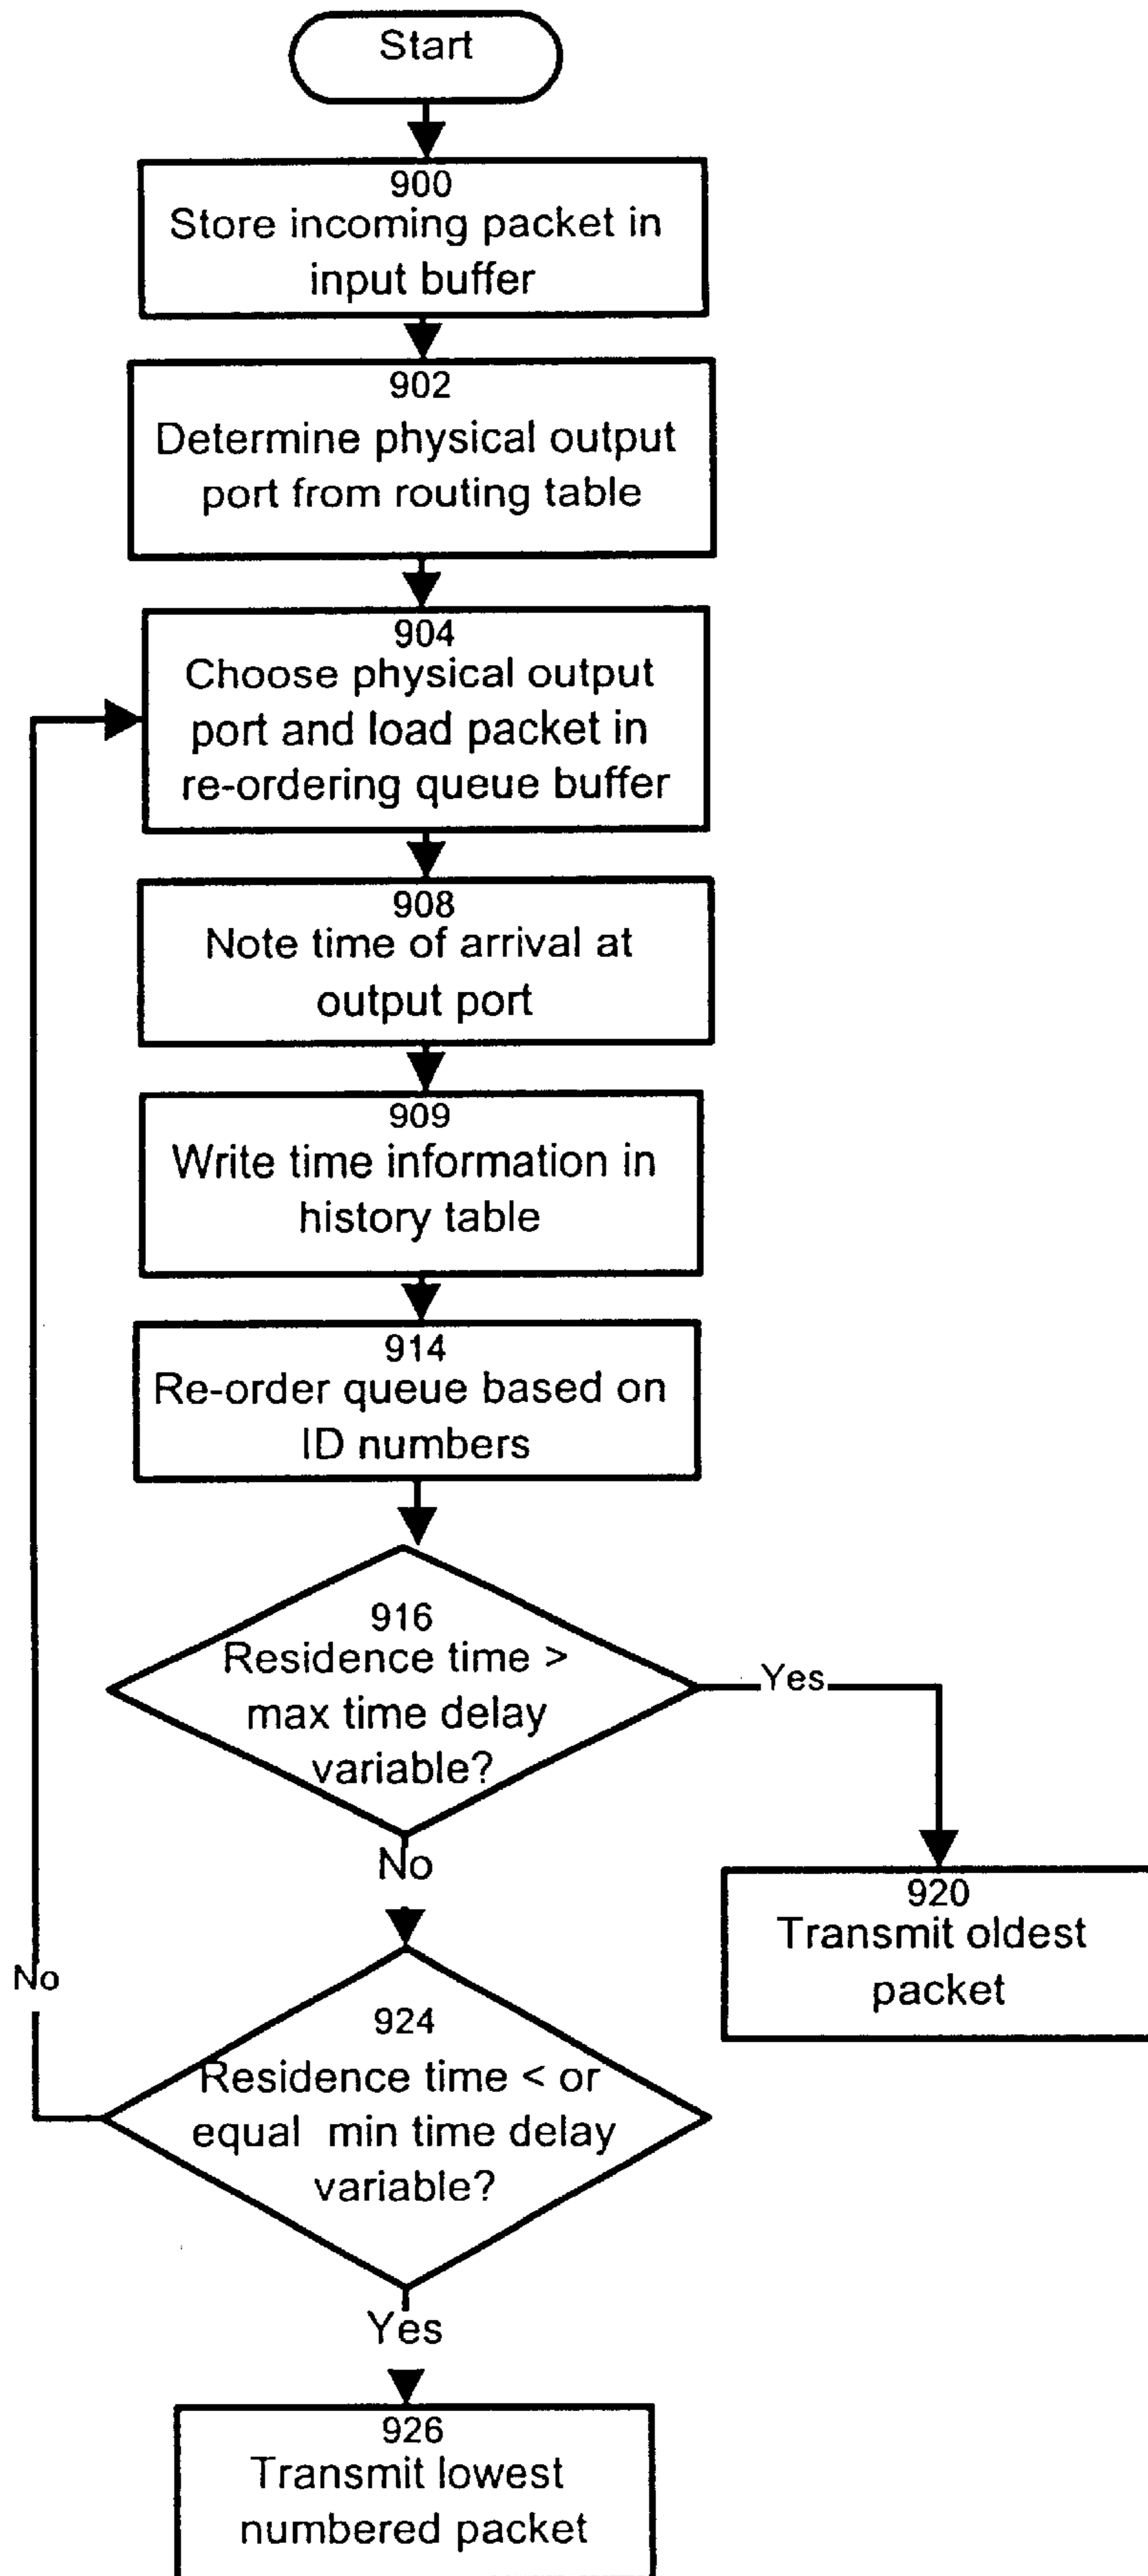 Start
900
Store incoming packet in
input buffer
902
Determine physical output
port from routing table
904
Choose physical output
port and load packet in
re-ordering queue buffer
908
Note time of arrival at
output port
909
Write time information in
history table
914
Re-order queue based on
ID numbers
916
Residence time >
max time delay
variable?
Yes
No
920
Transmit oldest
packet
No
924
Residence time < or
equal min time delay
variable?
Yes
926
Transmit lowest
numbered packet